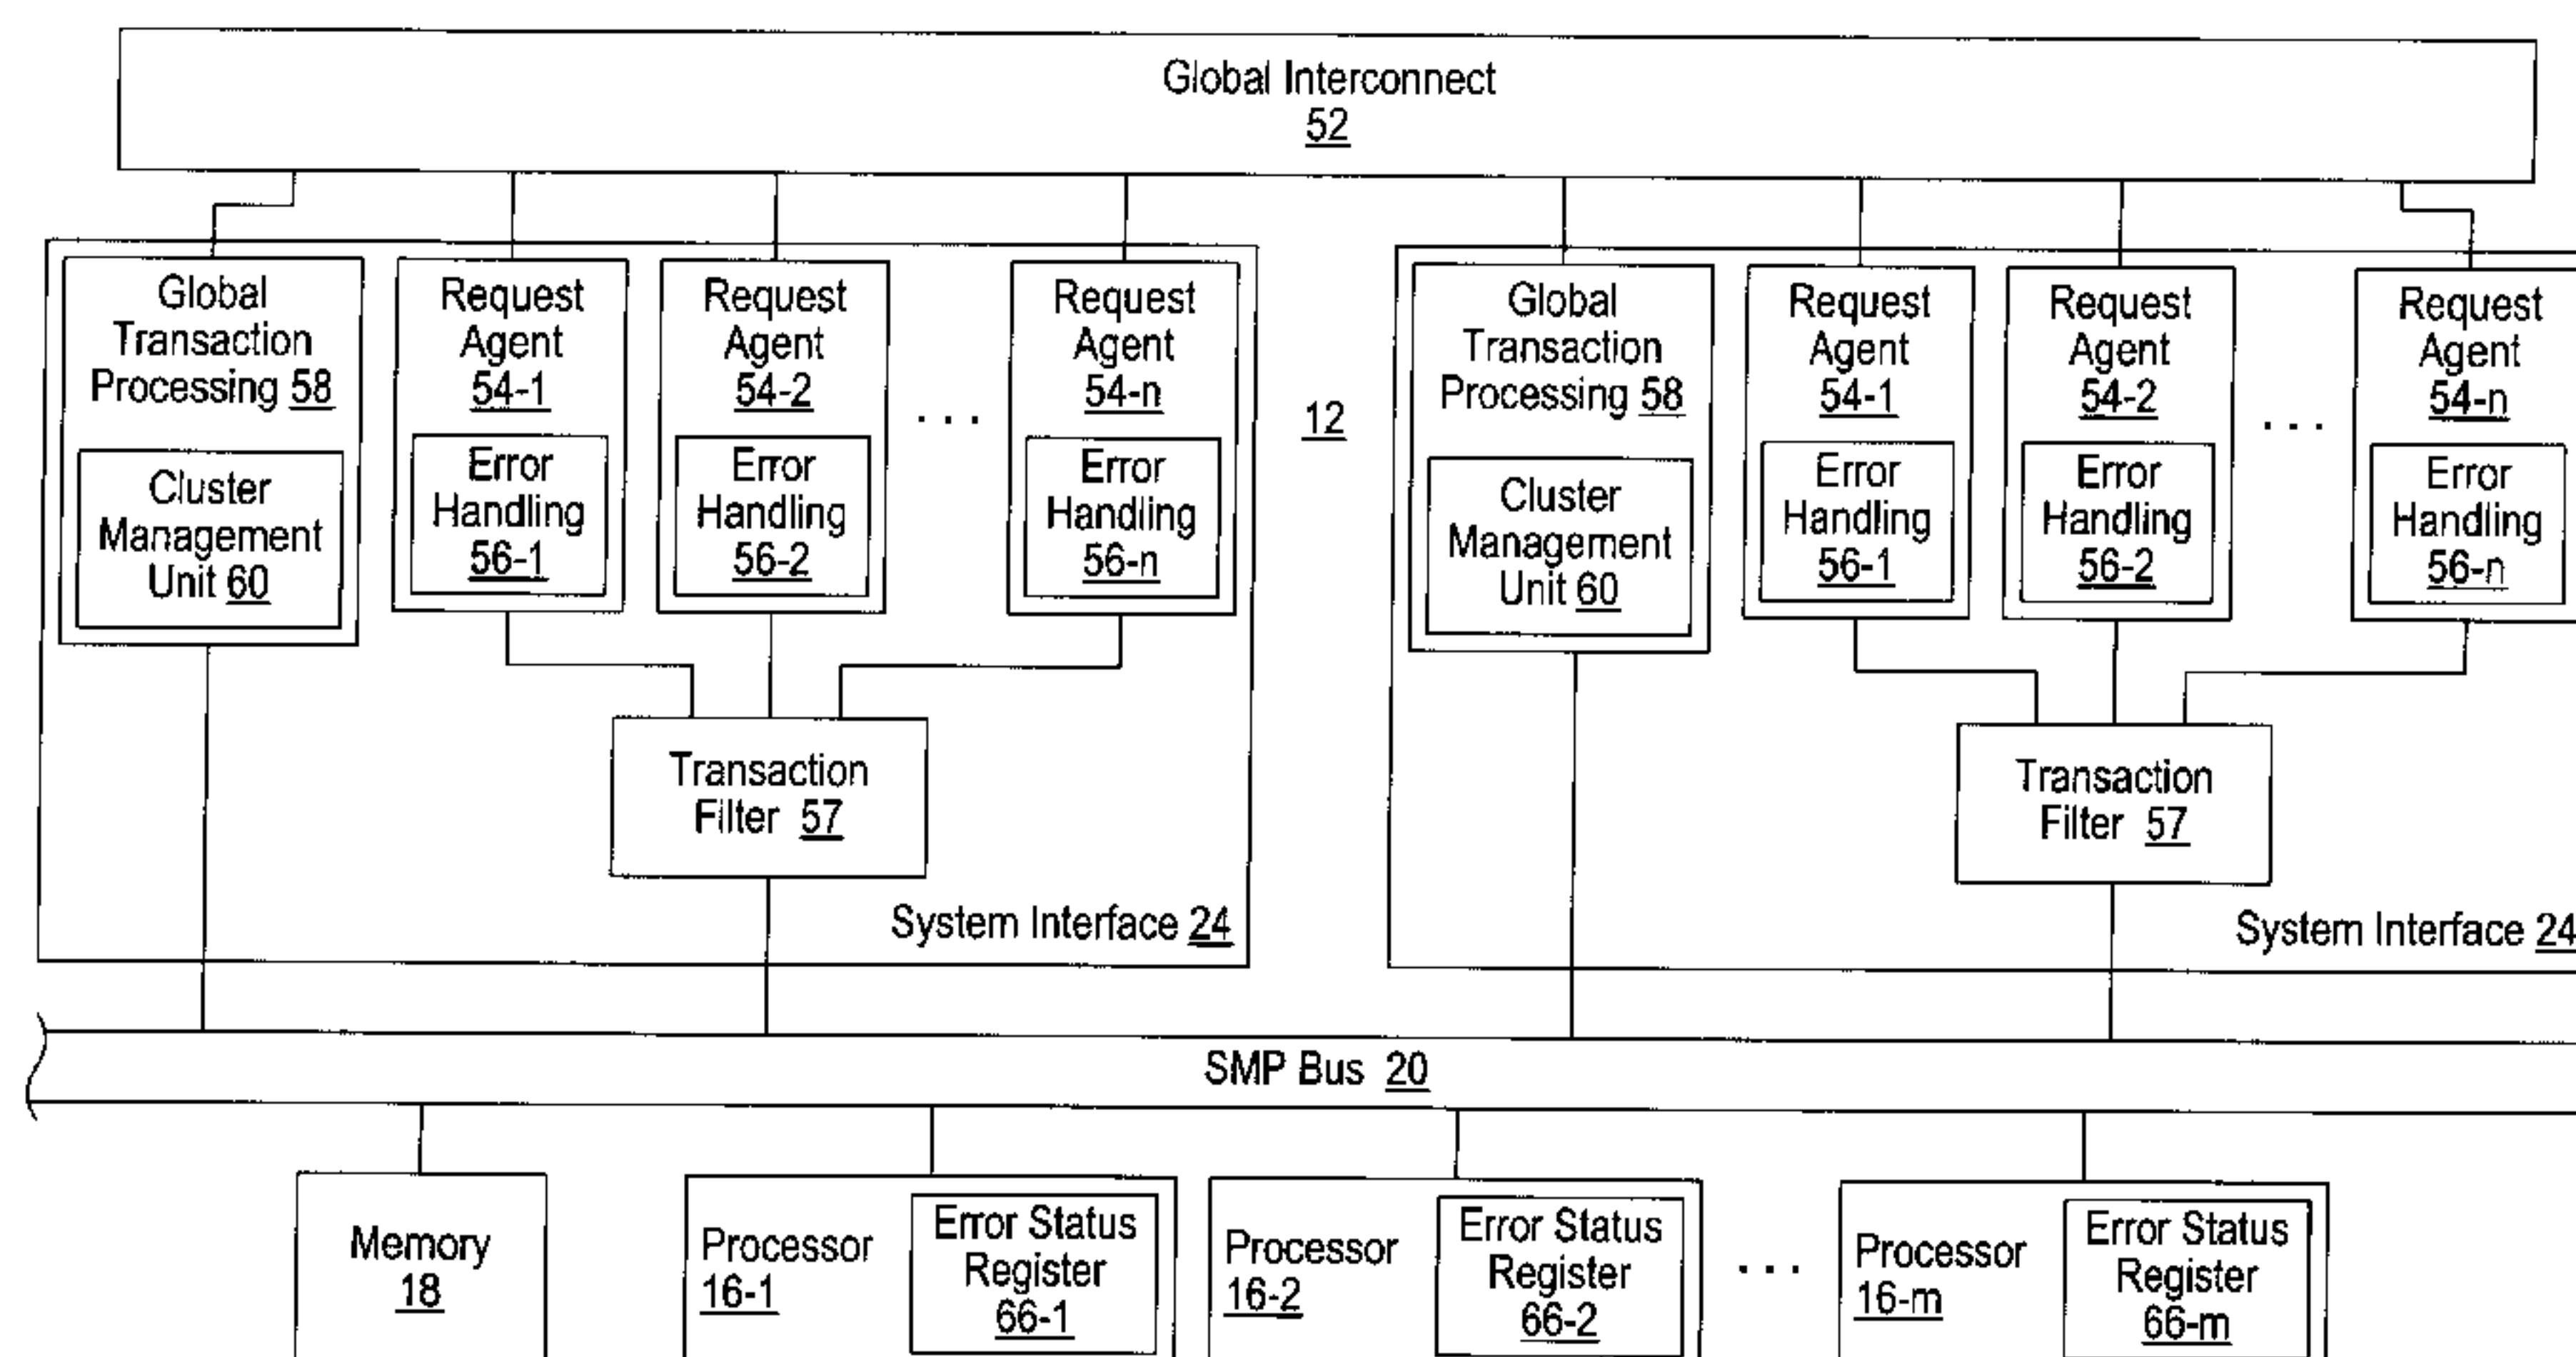 Global Interconnect
52
Global
Transaction
Processing 58
Cluster
Management
Unit 60
Request
Agent
54-1
Error
Handling
56-1
Request
Agent
54-2
Error
Handling
56-2
. . .
Request
Agent
54-n
Error
Handling
56-n
Transaction
Filter 57
System Interface 24
12
Global
Transaction
Processing 58
Cluster
Management
Unit 60
Request
Agent
54-1
Error
Handling
56-1
Request
Agent
54-2
Error
Handling
56-2
. . .
Request
Agent
54-n
Error
Handling
56-n
Transaction
Filter 57
System Interface 24
SMP Bus 20
Memory
18
Processor
16-1
Error Status
Register
66-1
Processor
16-2
Error Status
Register
66-2
. . .
Processor
16-m
Error Status
Register
66-m